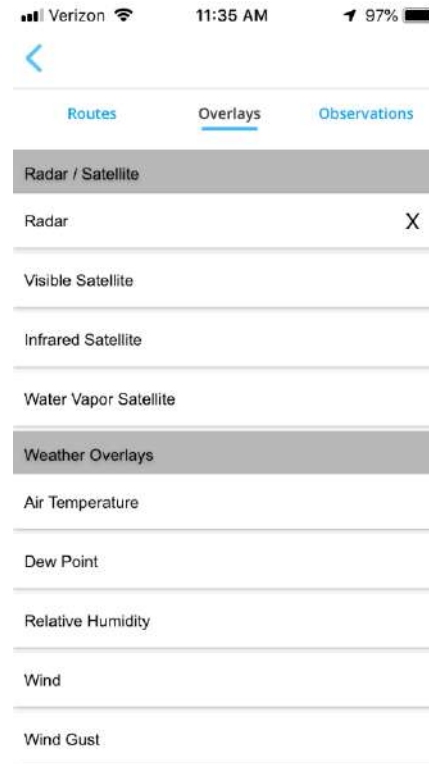 Verizon 11:35 AM 97%
Routes Overlays Observations
Radar / Satellite
Radar X
Visible Satellite
Infrared Satellite
Water Vapor Satellite
Weather Overlays
Air Temperature
Dew Point
Relative Humidity
Wind
Wind Gust